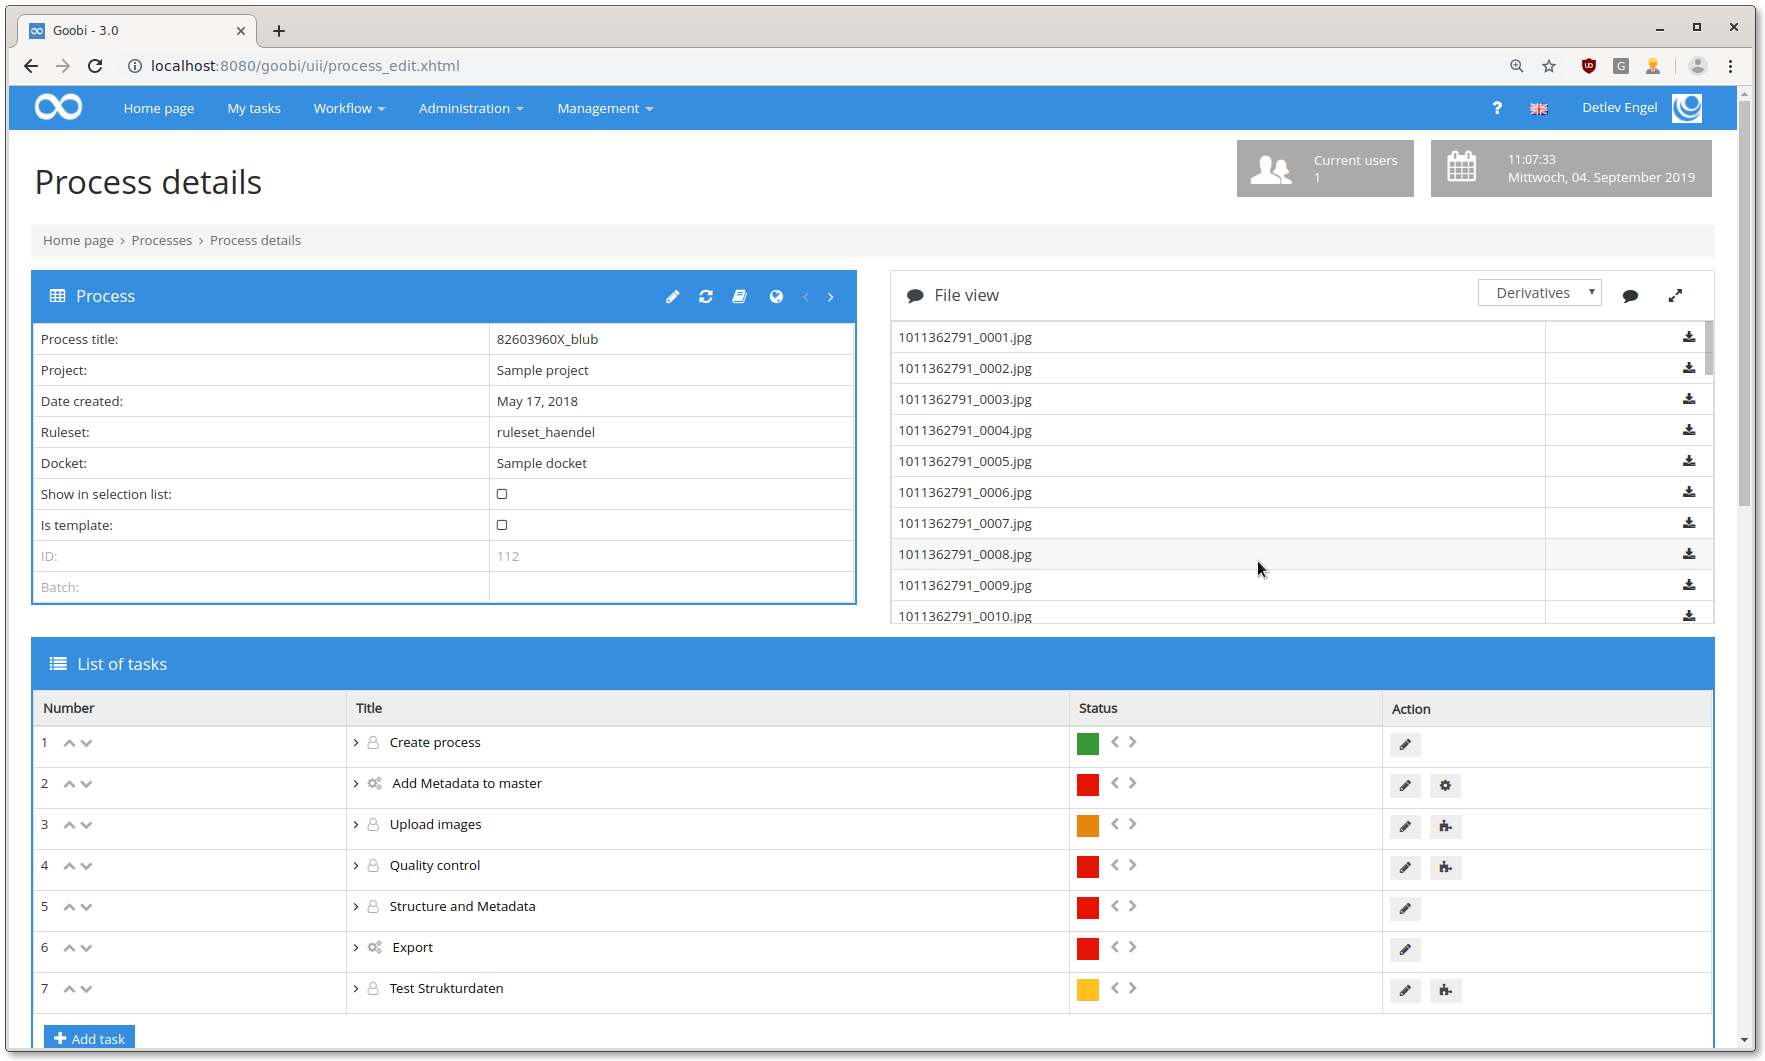 Goobi - 3.0
localhost:8080/goobi/uii/process_edit.xhtml
Home page My tasks Workflow Administration Management ? Detlev Engel
Process details
Current users
1
11:07:33
Mittwoch, 04. September 2019
Home page › Processes › Process details
Process
Process title: 82603960X_blub
Project: Sample project
Date created: May 17, 2018
Ruleset: ruleset_haendel
Docket: Sample docket
Show in selection list:
Is template:
ID: 112
Batch:
File view Derivatives
1011362791_0001.jpg
1011362791_0002.jpg
1011362791_0003.jpg
1011362791_0004.jpg
1011362791_0005.jpg
1011362791_0006.jpg
1011362791_0007.jpg
1011362791_0008.jpg
1011362791_0009.jpg
1011362791_0010.jpg
List of tasks
Number Title Status Action
1 Create process
2 Add Metadata to master
3 Upload images
4 Quality control
5 Structure and Metadata
6 Export
7 Test Strukturdaten
Add task